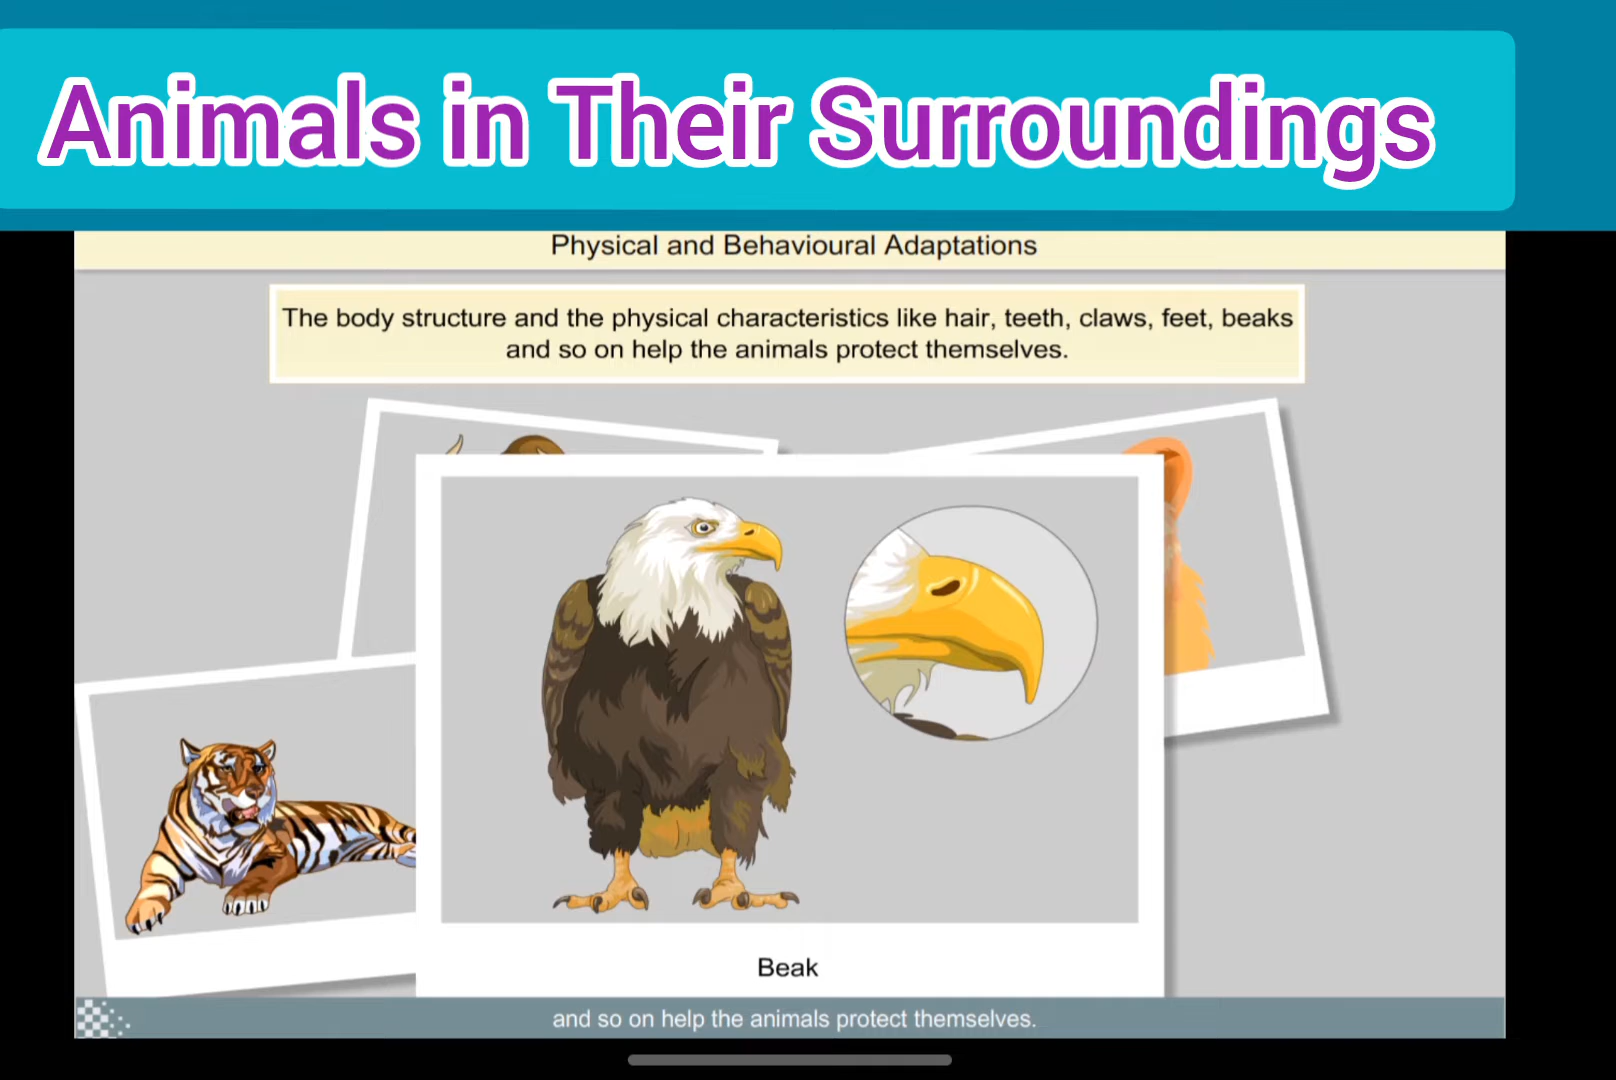 Animals in Their Surroundings
Physical and Behavioural Adaptations
The body structure and the physical characteristics like hair, teeth, claws, feet, beaks
and so on help the animals protect themselves.
Beak
and so on help the animals protect themselves.